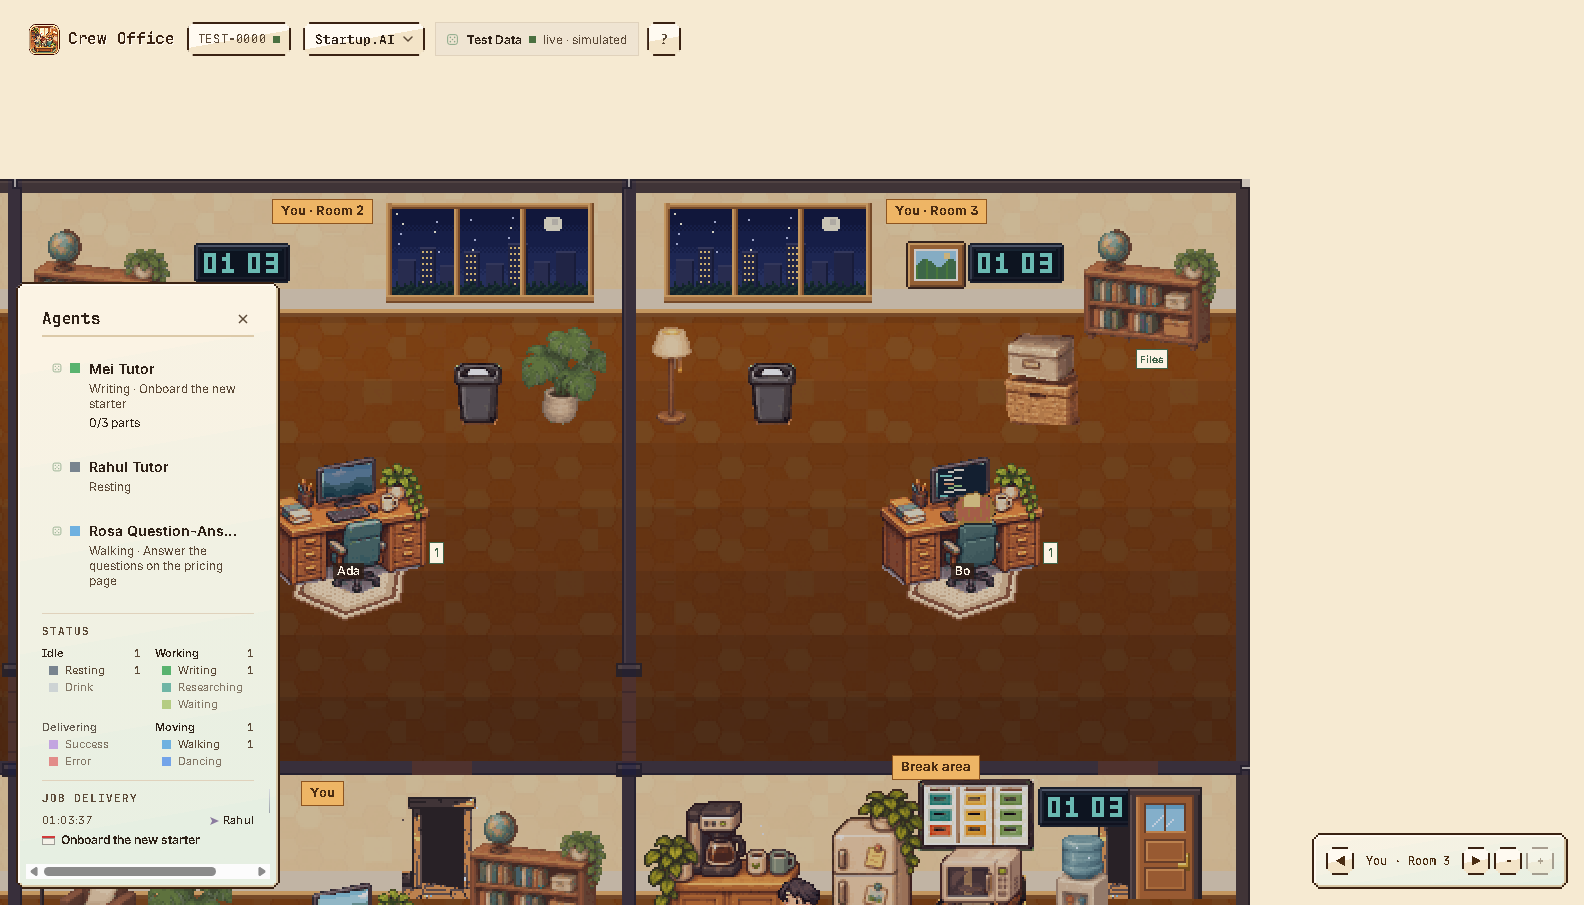 Crew Office
TEST-0000
Startup.AI
Test Data
live · simulated
?
You · Room 2
You · Room 3
01 03
01 03
Files
Agents
Mei Tutor
Writing · Onboard the new
starter
0/3 parts
Rahul Tutor
Resting
Rosa Question-Ans...
Walking · Answer the
questions on the pricing
page
STATUS
Idle 1
Resting 1
Drink
Working 1
Writing 1
Researching
Waiting
Delivering
Success
Error
Moving 1
Walking 1
Dancing
JOB DELIVERY
01:03:37
Rahul
Onboard the new starter
1
Ada
1
Bo
You
Break area
01 03
You · Room 3
-
+